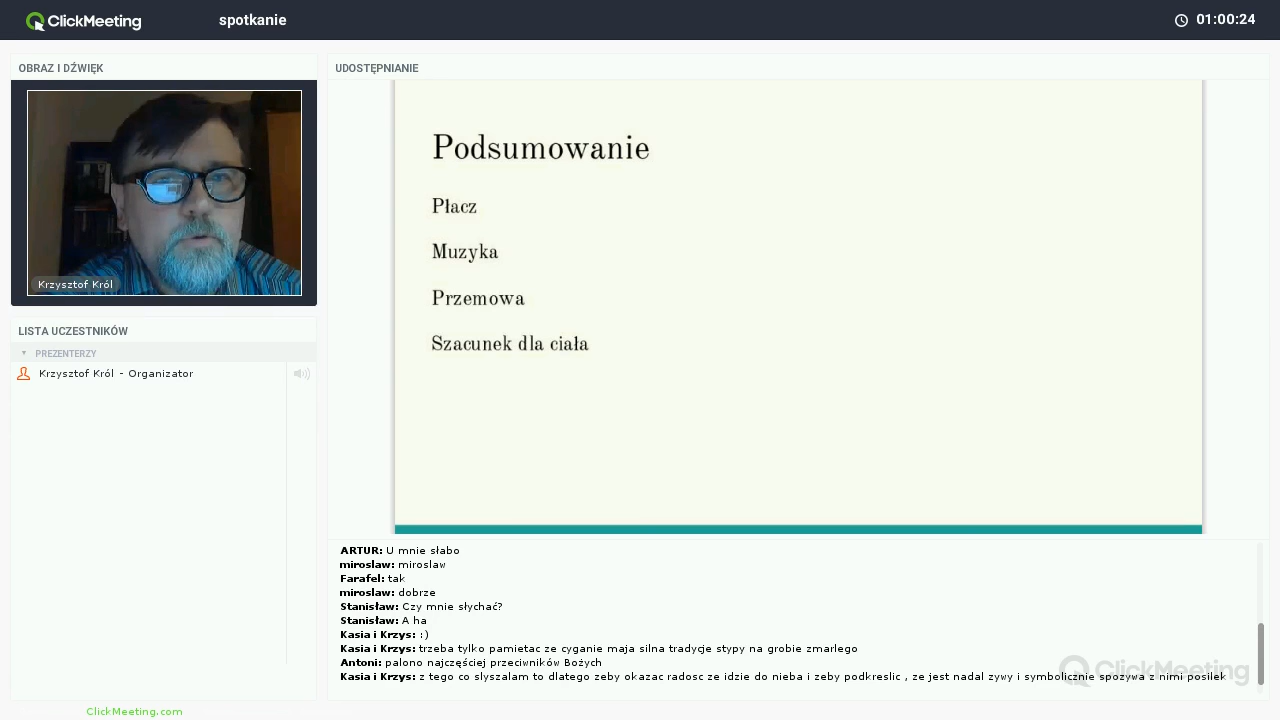 ClickMeeting
spotkanie
01:00:24
OBRAZ I DŹWIĘK
Krzysztof Król
LISTA UCZESTNIKÓW
PREZENTERZY
Krzysztof Król - Organizator
ClickMeeting.com
UDOSTĘPNIANIE
Podsumowanie
Płacz
Muzyka
Przemowa
Szacunek dla ciała
ARTUR: U mnie słabo
miroslaw: miroslaw
Farafel: tak
miroslaw: dobrze
Stanisław: Czy mnie słychać?
Stanisław: A ha
Kasia i Krzys: :)
Kasia i Krzys: trzeba tylko pamietac ze cyganie maja silna tradycje stypy na grobie zmarlego
Antoni: palono najczęściej przeciwników Bożych
Kasia i Krzys: z tego co slyszalam to dlatego zeby okazac radosc ze idzie do nieba i zeby podkreslic , ze jest nadal zywy i symbolicznie spozywa z nimi posilek
ClickMeeting